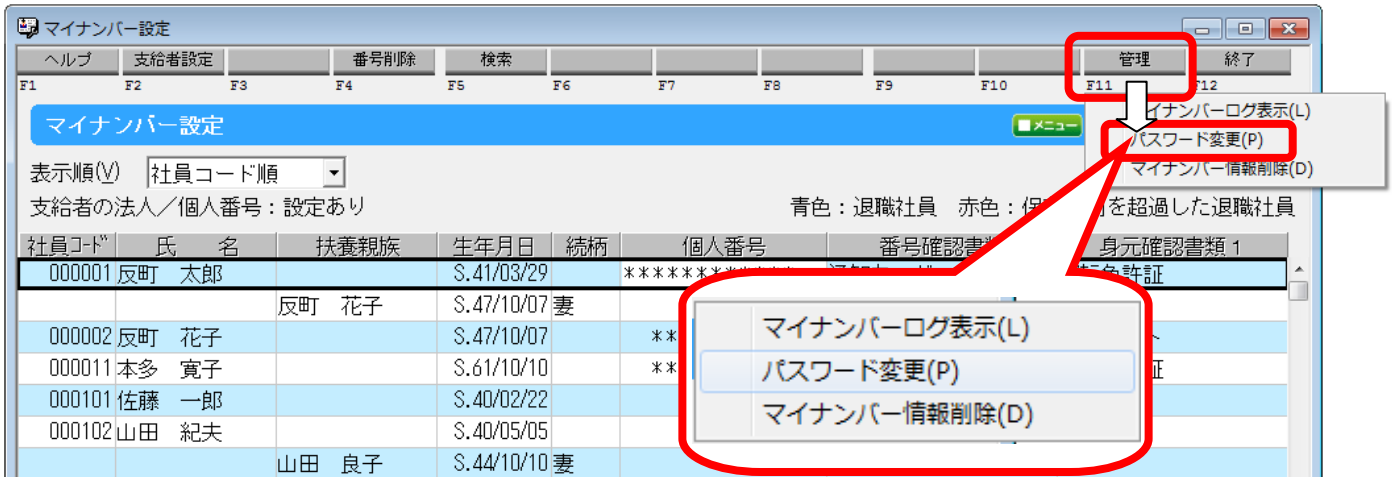 マイナンバー設定
ヘルプ 支給者設定 番号削除 検索 管理 終了
F1 F2 F3 F4 F5 F6 F7 F8 F9 F10 F11 F12
マイナンバー設定 ■メニュー
イナンバーログ表示(L)
パスワード変更(P)
マイナンバー情報削除(D)
表示順(V) 社員コード順
支給者の法人／個人番号：設定あり 青色：退職社員 赤色：保 を超過した退職社員
社員ｺｰﾄﾞ 氏 名 扶養親族 生年月日 続柄 個人番号 番号確認書 身元確認書類1
000001 反町 太郎 S.41/03/29 ************ 免許証
反町 花子 S.47/10/07 妻
000002 反町 花子 S.47/10/07 **
000011 本多 寛子 S.61/10/10 ** 証
000101 佐藤 一郎 S.40/02/22
000102 山田 紀夫 S.40/05/05
山田 良子 S.44/10/10 妻
マイナンバーログ表示(L)
パスワード変更(P)
マイナンバー情報削除(D)